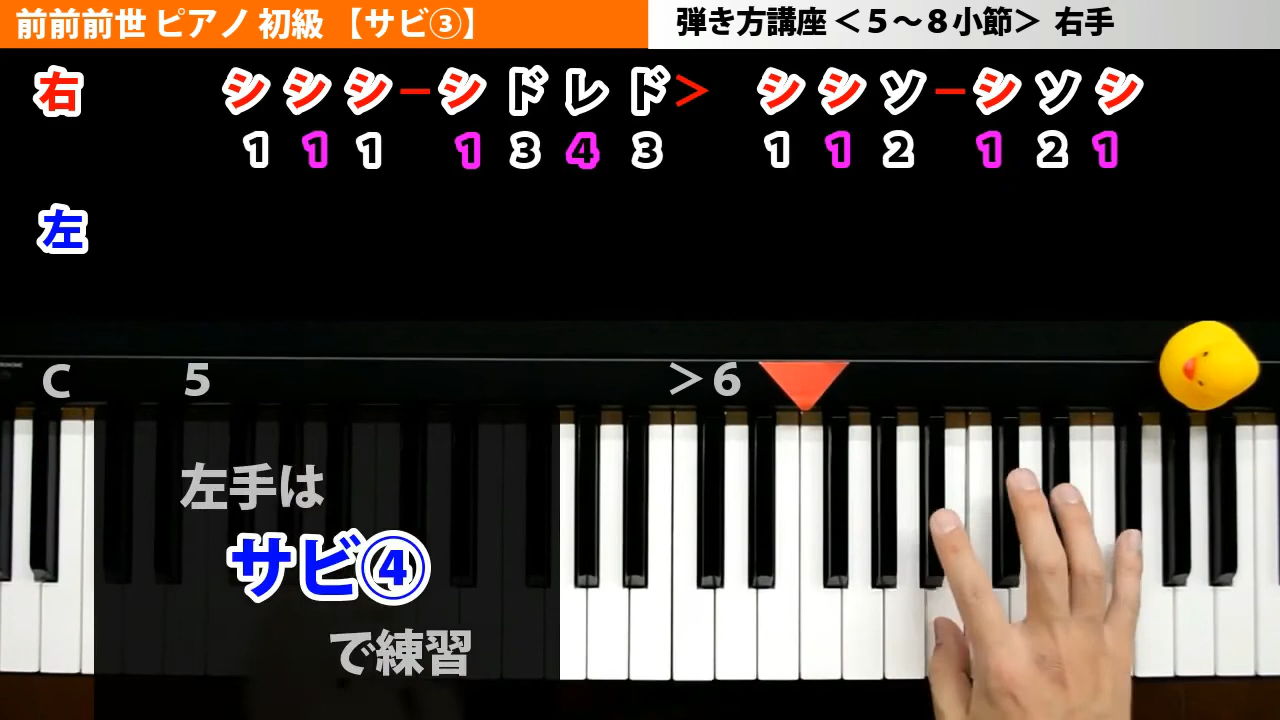 前前前世 ピアノ 初級 【サビ③】
弾き方講座 ＜５～８小節＞ 右手
右 シ シ シ ー シ ド レ ド ＞ シ シ ソ ー シ ソ シ
1 1 1 1 3 4 3 1 1 2 1 2 1
左
C 5 ＞6
左手は
サビ④
で練習